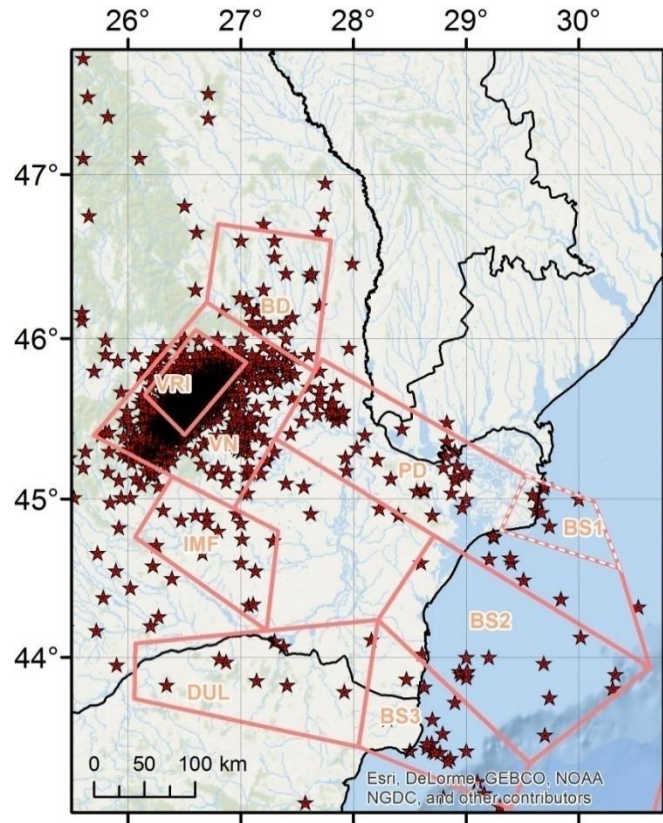 26° 27° 28° 29° 30°
47°
BD
46°
VRI
VN
PD
45°
BS1
IMF
BS2
44°
DUL
BS3
0 50 100 km
Esri, DeLorme, GEBCO, NOAA
NGDC, and other contributors